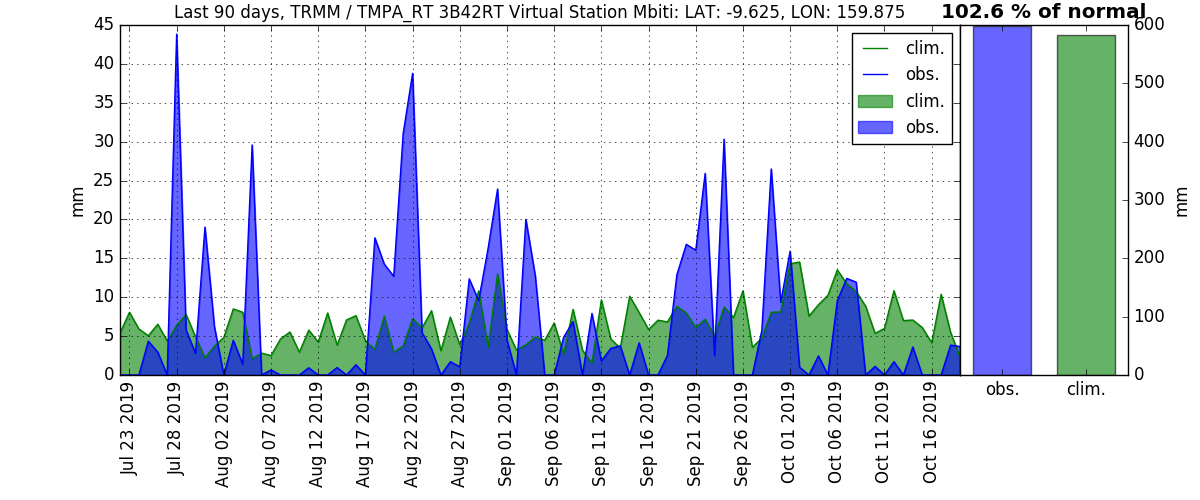 Last 90 days, TRMM / TMPA_RT 3B42RT Virtual Station Mbiti: LAT: -9.625, LON: 159.875
102.6 % of normal
45
40
35
30
25
20
15
10
5
0
mm
clim.
obs.
clim.
obs.
600
500
400
300
200
100
0
mm
obs.
clim.
Jul 23 2019
Jul 28 2019
Aug 02 2019
Aug 07 2019
Aug 12 2019
Aug 17 2019
Aug 22 2019
Aug 27 2019
Sep 01 2019
Sep 06 2019
Sep 11 2019
Sep 16 2019
Sep 21 2019
Sep 26 2019
Oct 01 2019
Oct 06 2019
Oct 11 2019
Oct 16 2019